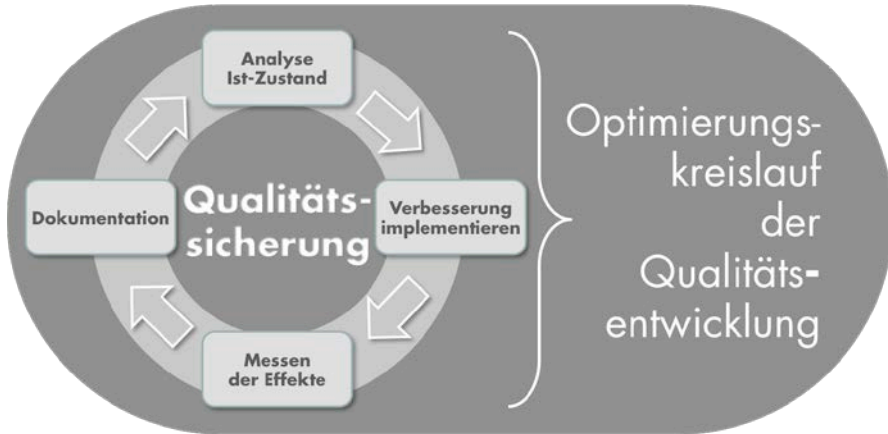 Analyse
Ist-Zustand
Dokumentation
Qualitäts-
sicherung
Verbesserung
implementieren
Messen
der Effekte
Optimierungs-
kreislauf
der
Qualitäts-
entwicklung